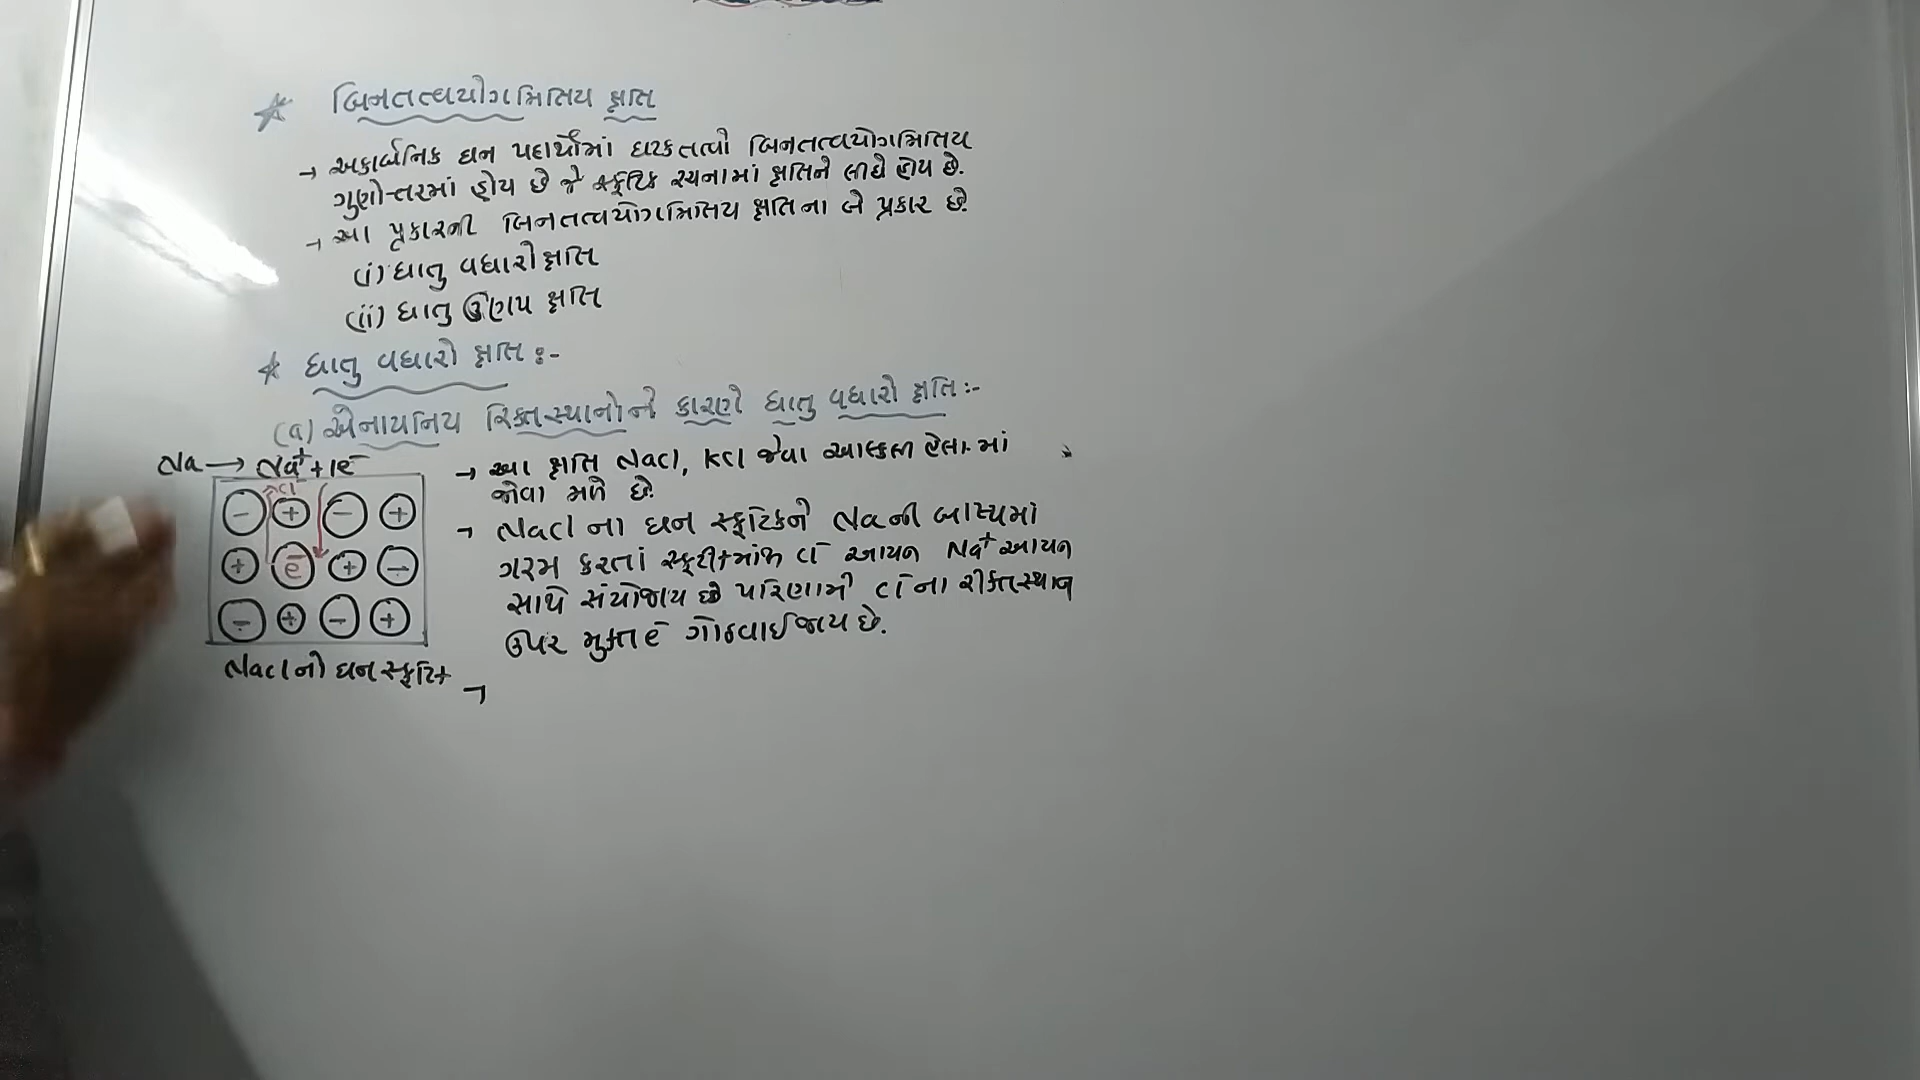 બિનતત્વયોગમિતિય ક્ષતિ
→ અકાર્બનિક ઘન પદાર્થોમાં ઘટકતત્વો બિનતત્વયોગમિતિય
ગુણોત્તરમાં હોય છે જે સ્ફટિક રચનામાં ક્ષતિને લીધે હોય છે.
→ આ પ્રકારની બિનતત્વયોગમિતિય ક્ષતિના બે પ્રકાર છે.
(i) ધાતુ વધારો ક્ષતિ
(ii) ધાતુ ઉણપ ક્ષતિ
* ધાતુ વધારો ક્ષતિ :-
(a) એનાયનિય રિક્તસ્થાનોને કારણે ધાતુ વધારો ક્ષતિ :-
Na → Na⁺ + 1e⁻
Cl⁻
- + - +
+ e⁻ + -
- + - +
NaClનો ઘન સ્ફટિક
→ આ ક્ષતિ NaCl, KCl જેવા આલ્કલી હેલા. માં
જોવા મળે છે.
→ NaCl ના ઘન સ્ફટિકને Na ની બાષ્પમાં
ગરમ કરતાં સ્ફટીકમાંના Cl⁻ આયન Na⁺ આયન
સાથે સંયોજાય છે પરિણામે Cl⁻ ના રીક્તસ્થાન
ઉપર મુક્ત e⁻ ગોઠવાઈ જાય છે.
→